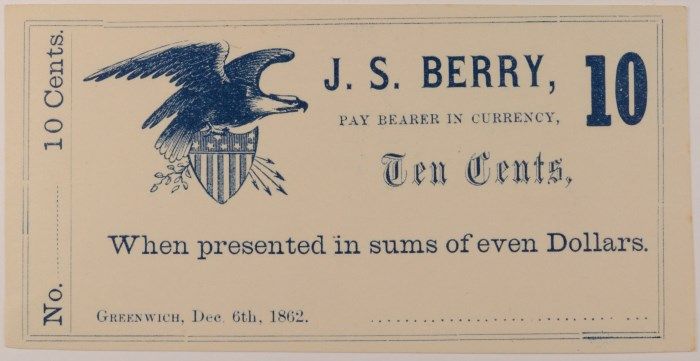 No. .......... 10 Cents.
J. S. BERRY,
10
PAY BEARER IN CURRENCY,
Ten Cents,
When presented in sums of even Dollars.
GREENWICH, Dec. 6th, 1862. ..............................